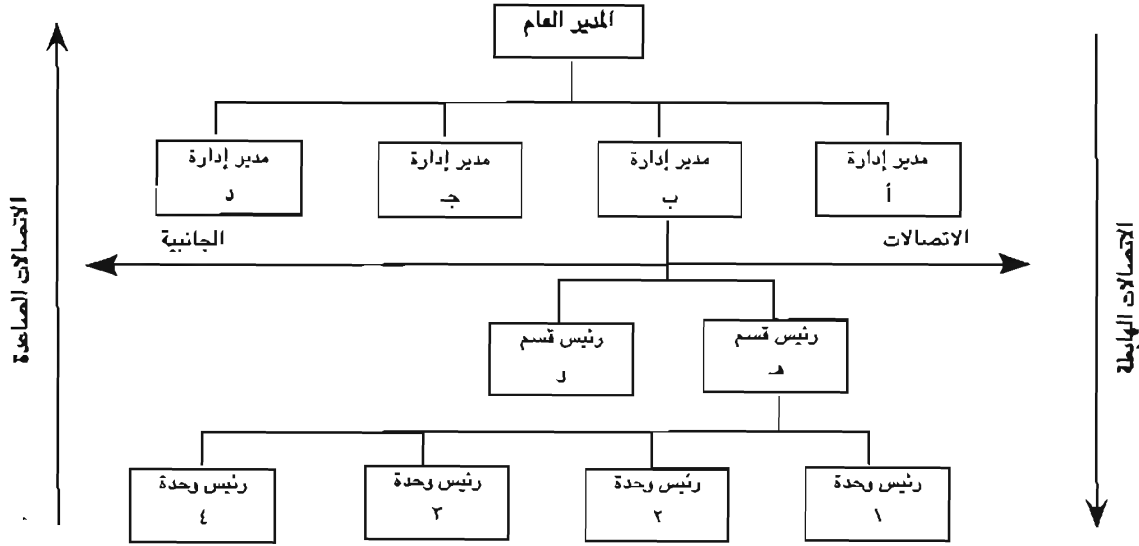 المدير العام
مدير إدارة
أ
مدير إدارة
ب
مدير إدارة
جـ
مدير إدارة
د
الاتصالات الجانبية
رئيس قسم
هـ
رئيس قسم
رئيس وحدة
١
رئيس وحدة
٢
رئيس وحدة
٣
رئيس وحدة
٤
الاتصالات الهابطة
الاتصالات الصاعدة